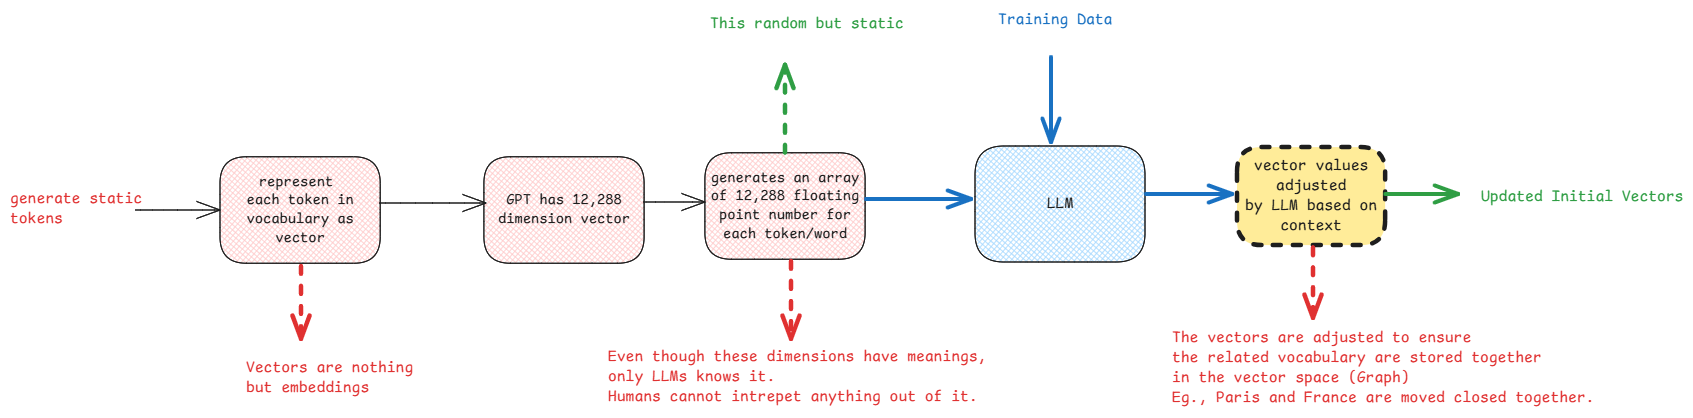 This random but static
Training Data
generate static
tokens
represent
each token in
vocabulary as
vector
GPT has 12,288
dimension vector
generates an array
of 12,288 floating
point number for
each token/word
LLM
vector values
adjusted
by LLM based on
context
Updated Initial Vectors
Vectors are nothing
but embeddings
Even though these dimensions have meanings,
only LLMs knows it.
Humans cannot intrepet anything out of it.
The vectors are adjusted to ensure
the related vocabulary are stored together
in the vector space (Graph)
Eg., Paris and France are moved closed together.